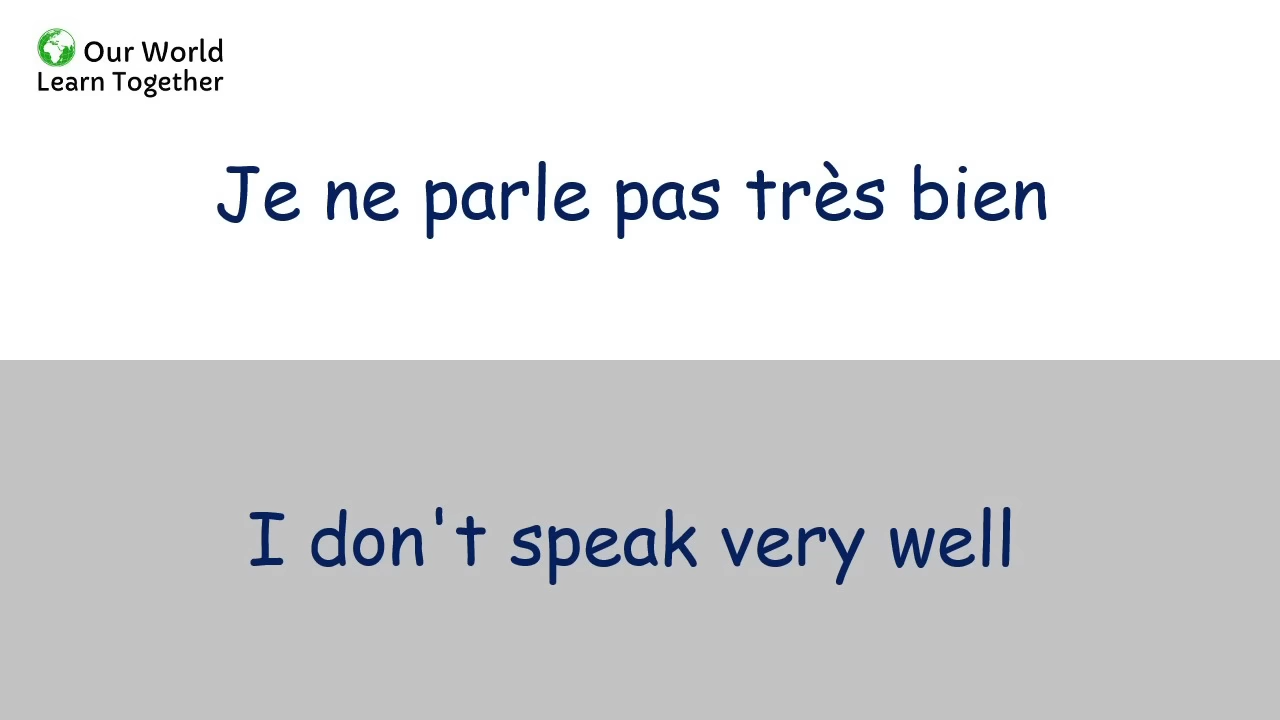 Our World
Learn Together
Je ne parle pas très bien
I don't speak very well